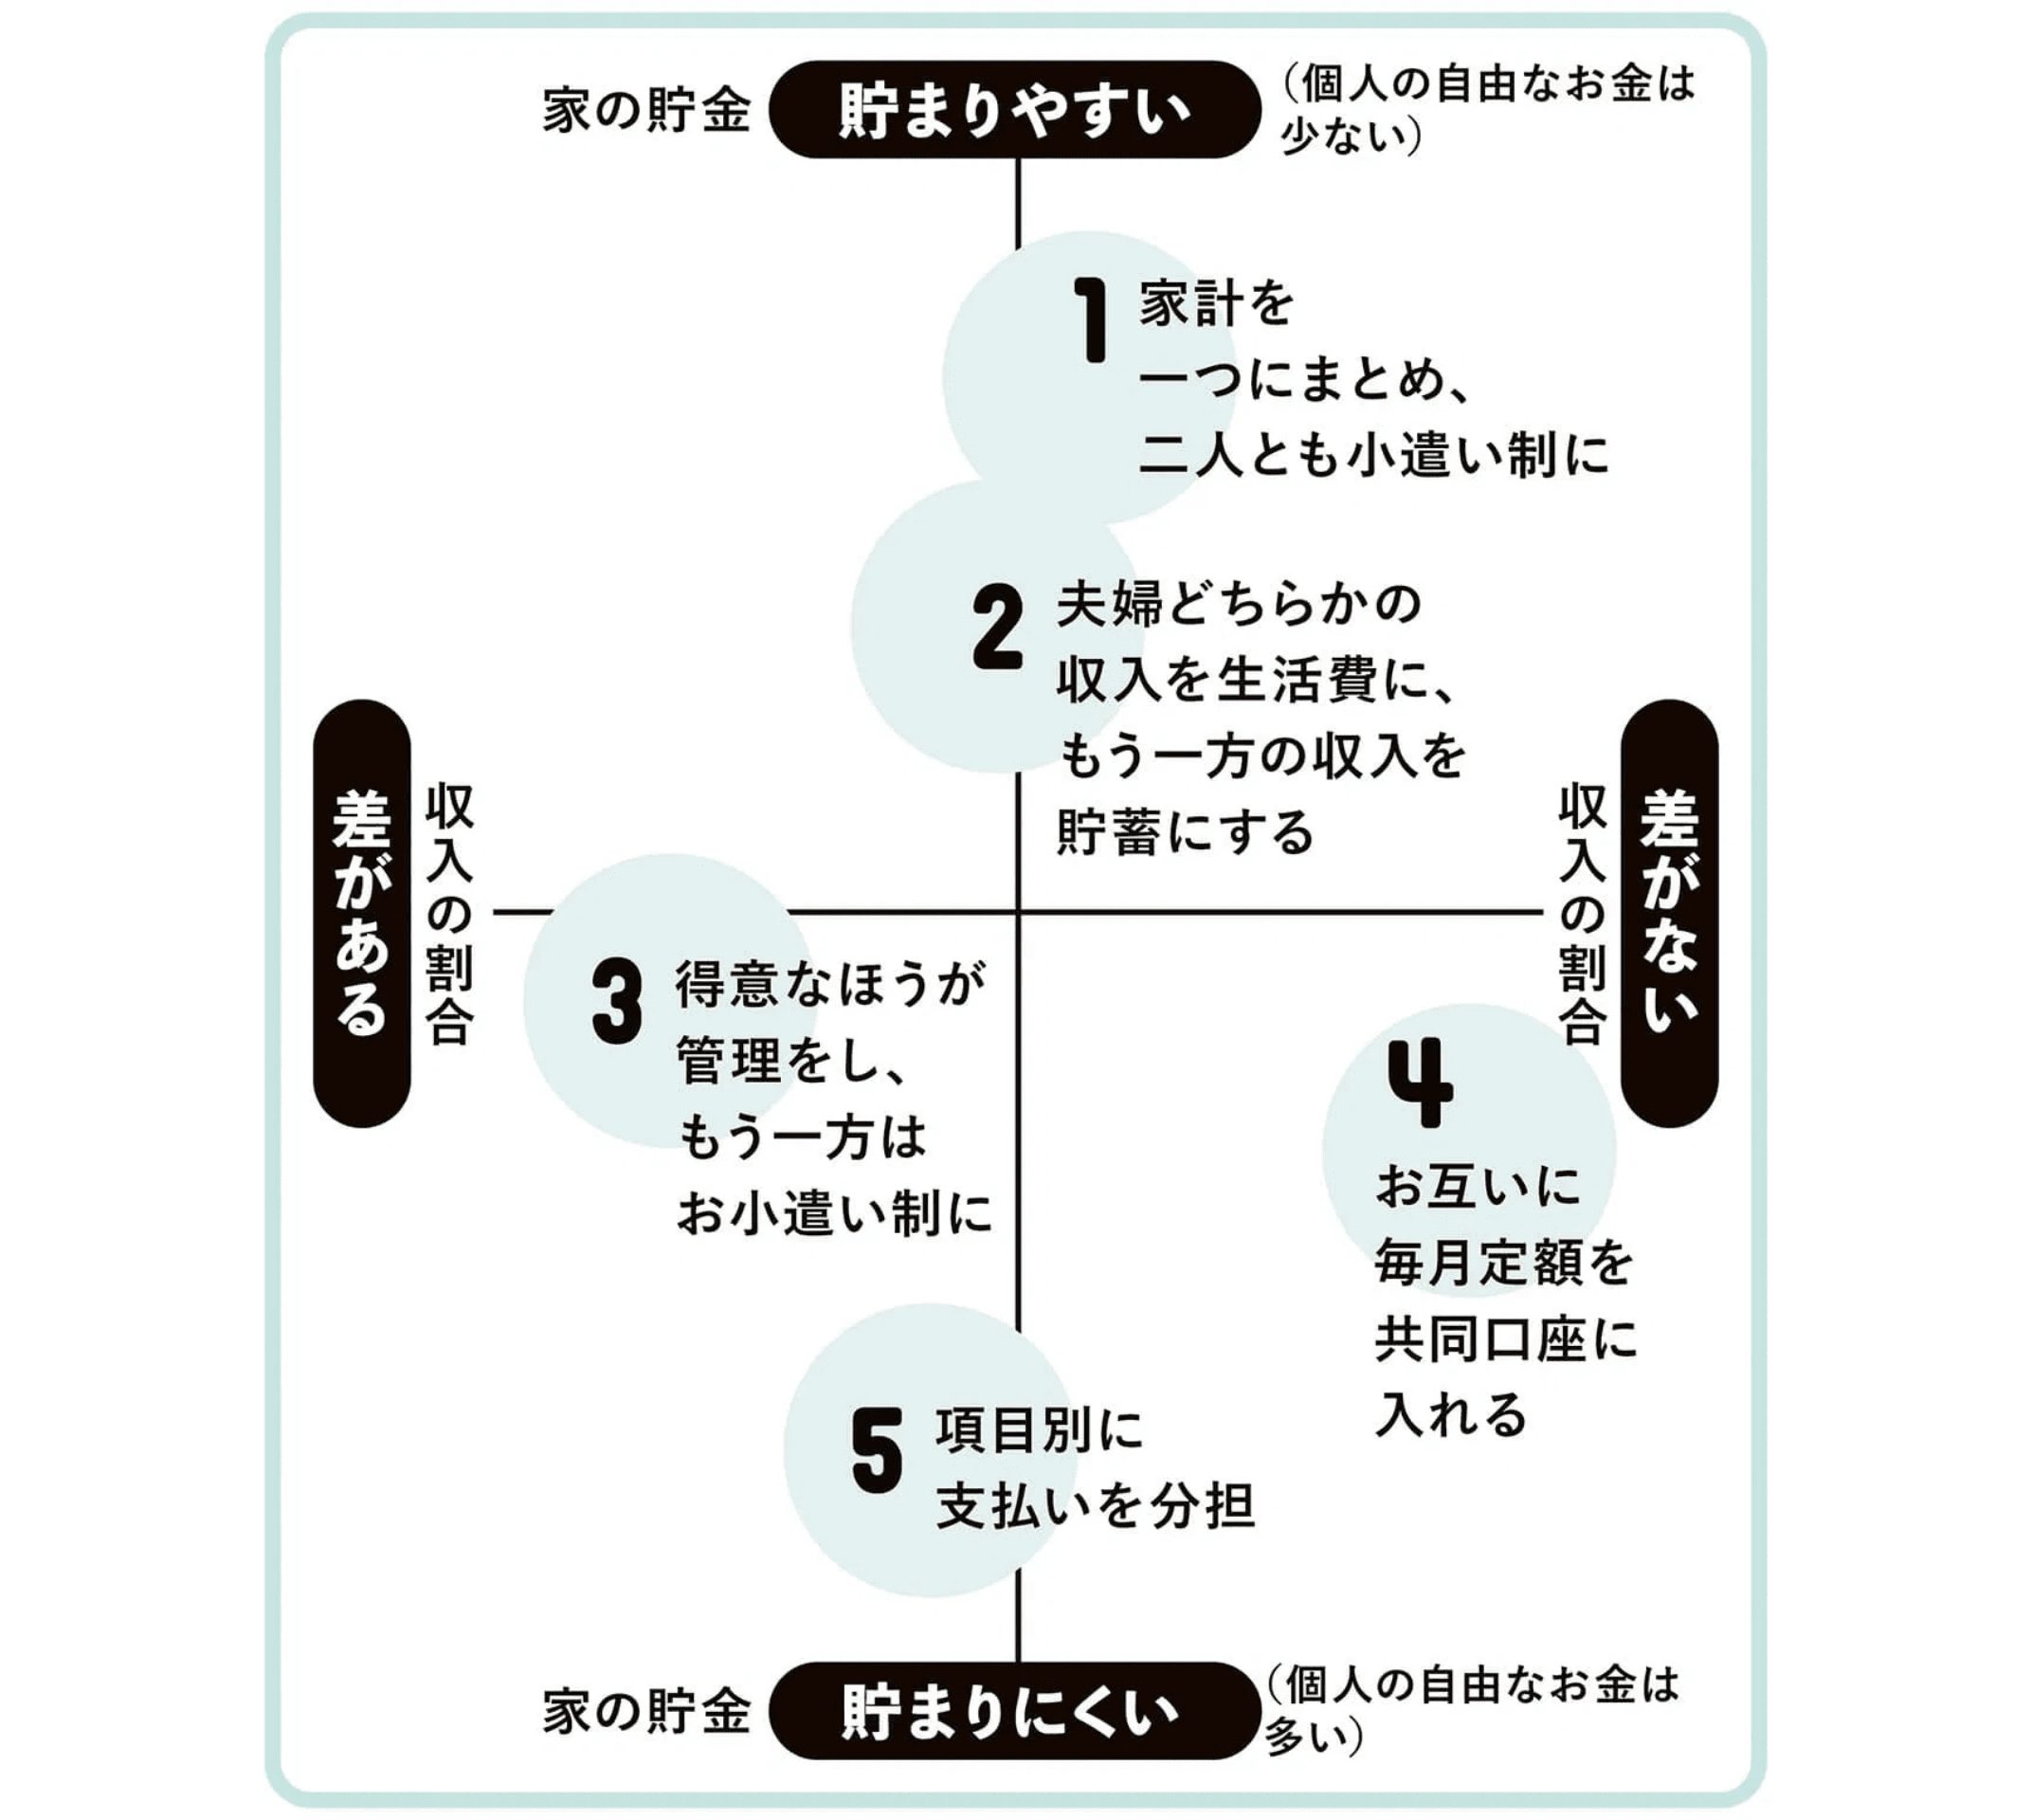 家の貯金
貯まりやすい
（個人の自由なお金は
少ない）
1
家計を
一つにまとめ、
二人とも小遣い制に
2
夫婦どちらかの
収入を生活費に、
もう一方の収入を
貯蓄にする
差がある
収入の割合
収入の割合
差がない
3
得意なほうが
管理をし、
もう一方は
お小遣い制に
4
お互いに
毎月定額を
共同口座に
入れる
5
項目別に
支払いを分担
家の貯金
貯まりにくい
（個人の自由なお金は
多い）